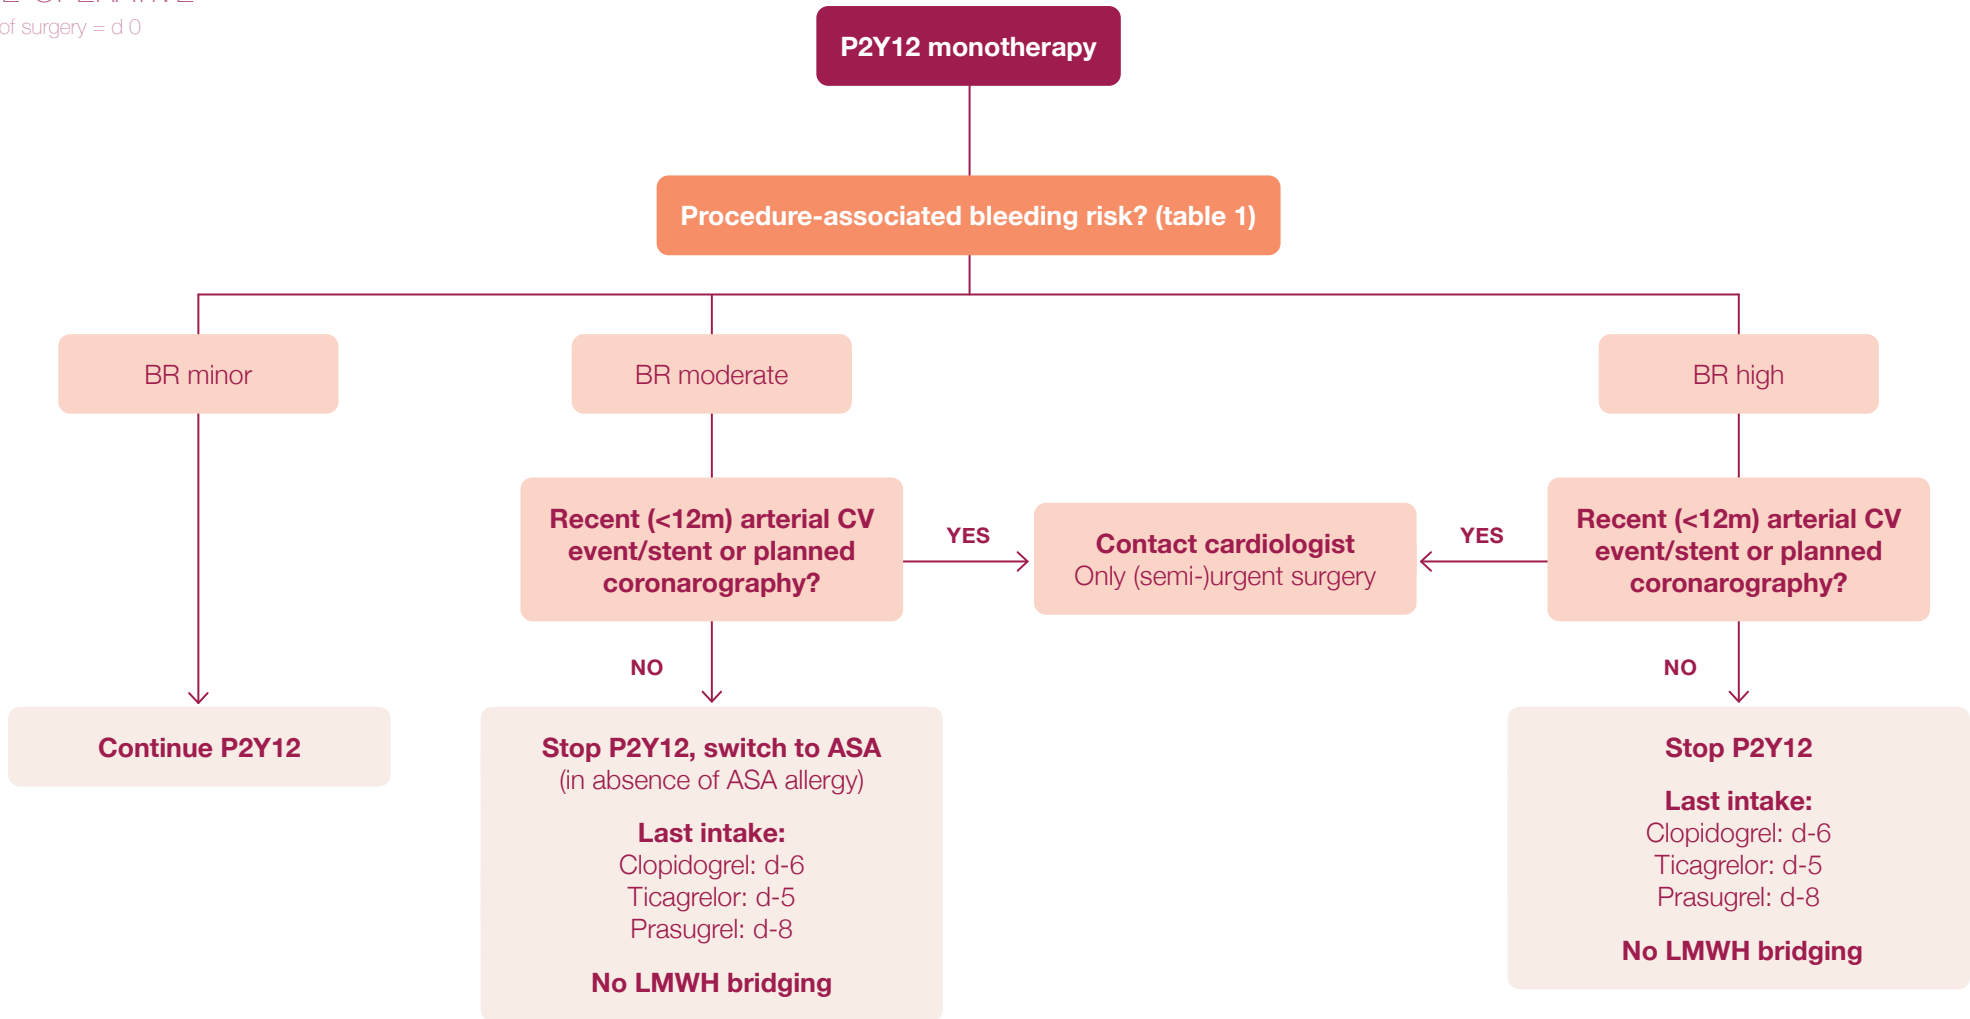 of surgery = d 0
P2Y12 monotherapy
Procedure-associated bleeding risk? (table 1)
BR minor
BR moderate
BR high
Recent (<12m) arterial CV
event/stent or planned
coronarography?
YES
Contact cardiologist
Only (semi-)urgent surgery
YES
Recent (<12m) arterial CV
event/stent or planned
coronarography?
NO
NO
Continue P2Y12
Stop P2Y12, switch to ASA
(in absence of ASA allergy)
Last intake:
Clopidogrel: d-6
Ticagrelor: d-5
Prasugrel: d-8
No LMWH bridging
Stop P2Y12
Last intake:
Clopidogrel: d-6
Ticagrelor: d-5
Prasugrel: d-8
No LMWH bridging